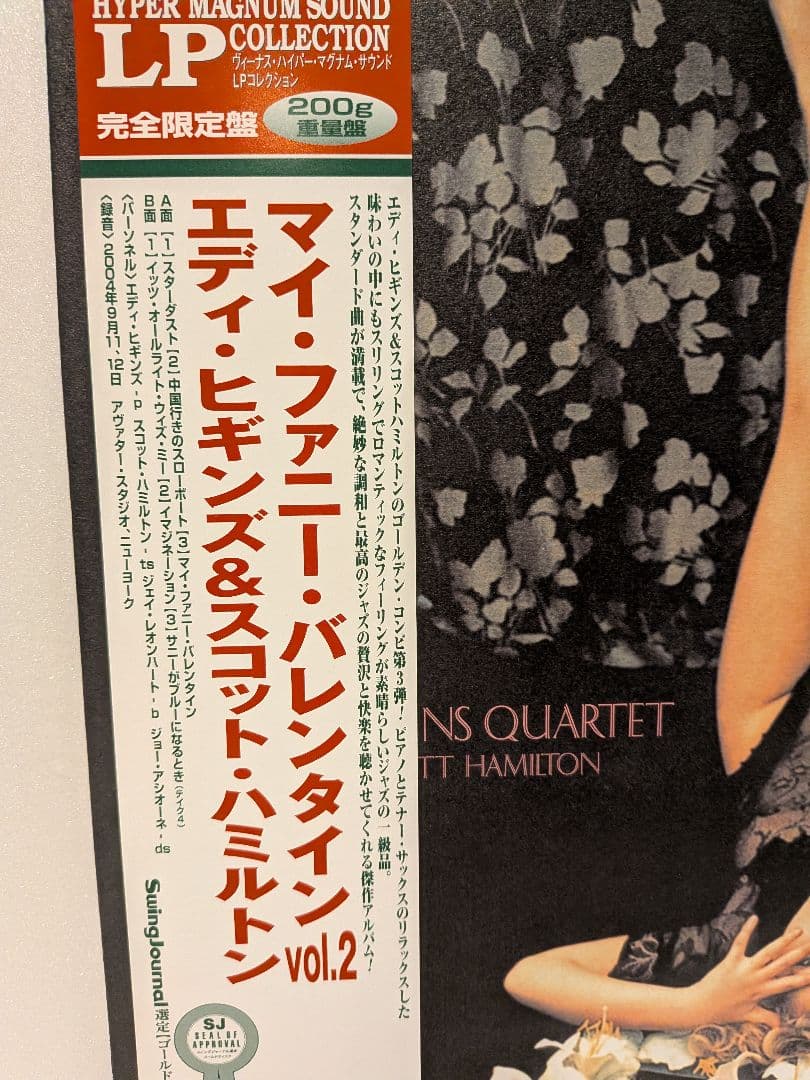 HYPER MAGNUM SOUND
LP COLLECTION
ヴィーナス・ハイパー・マグナム・サウンド
LPコレクション
完全限定盤
200g
重量盤
エディ・ヒギンズ&スコットハミルトンのゴールデン・コンビ第3弾! ピアノとテナー・サックスのリラックスした
味わいの中にもスリリングでロマンティックなフィーリングが素晴らしいジャズの一級品。
スタンダード曲が満載で、絶妙な調和と最高のジャズの贅沢と快楽を聴かせてくれる傑作アルバム!
マイ・ファニー・バレンタイン vol.2
エディ・ヒギンズ&スコット・ハミルトン
A面 [1]スターダスト[2]中国行きのスローボート[3]マイ・ファニー・バレンタイン
B面 [1]イッツ・オールライト・ウィズ・ミー[2]イマジネーション[3]サニーがブルーになるとき(テイク4)
〈パーソネル〉エディ・ヒギンズ-p スコット・ハミルトン-ts ジェイ・レオンハート-b ジョー・アシオーネ-ds
〈録音〉2004年9月11、12日 アヴァター・スタジオ、ニューヨーク
SwingJournal 選定[ゴールド
SJ
SEAL OF
APPROVAL
NS QUARTET
TT HAMILTON